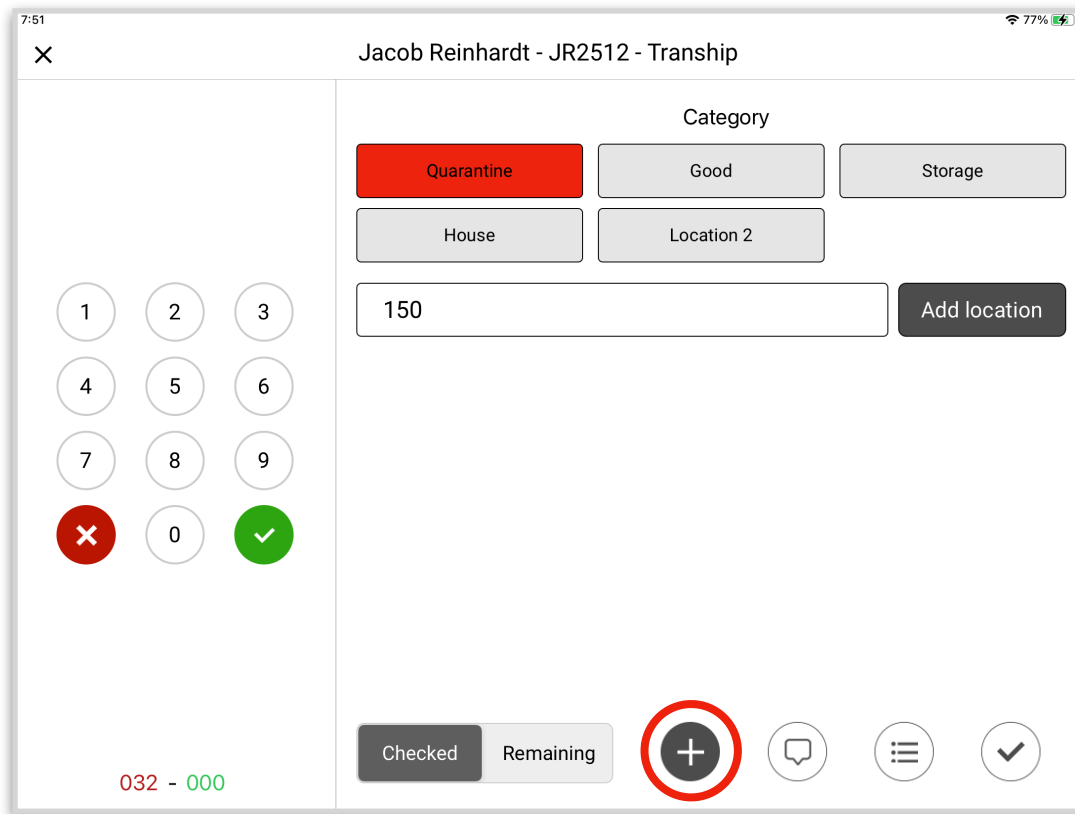 7:51 77%
Jacob Reinhardt - JR2512 - Tranship
Category
Quarantine Good Storage
House Location 2
150 Add location
1 2 3
4 5 6
7 8 9
0
Checked Remaining
032 - 000